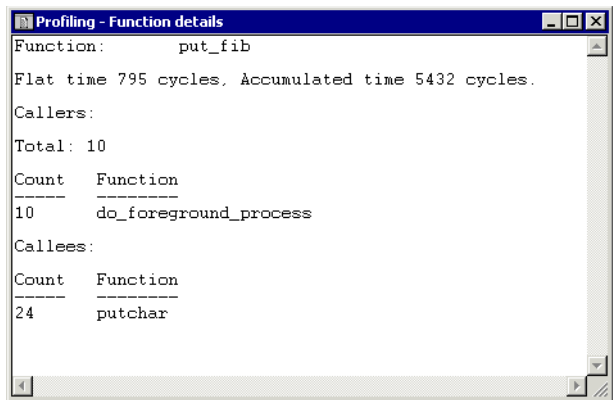 Profiling - Function details
Function: put_fib
Flat time 795 cycles, Accumulated time 5432 cycles.
Callers:
Total: 10
Count Function
----- --------
10 do_foreground_process
Callees:
Count Function
----- --------
24 putchar